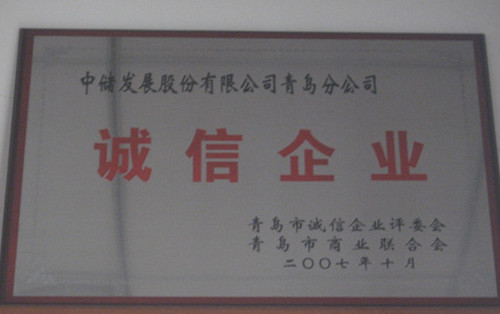 中储发展股份有限公司青岛分公司
诚信企业
青岛市诚信企业评委会
青岛市商业联合会
二〇〇七年十月